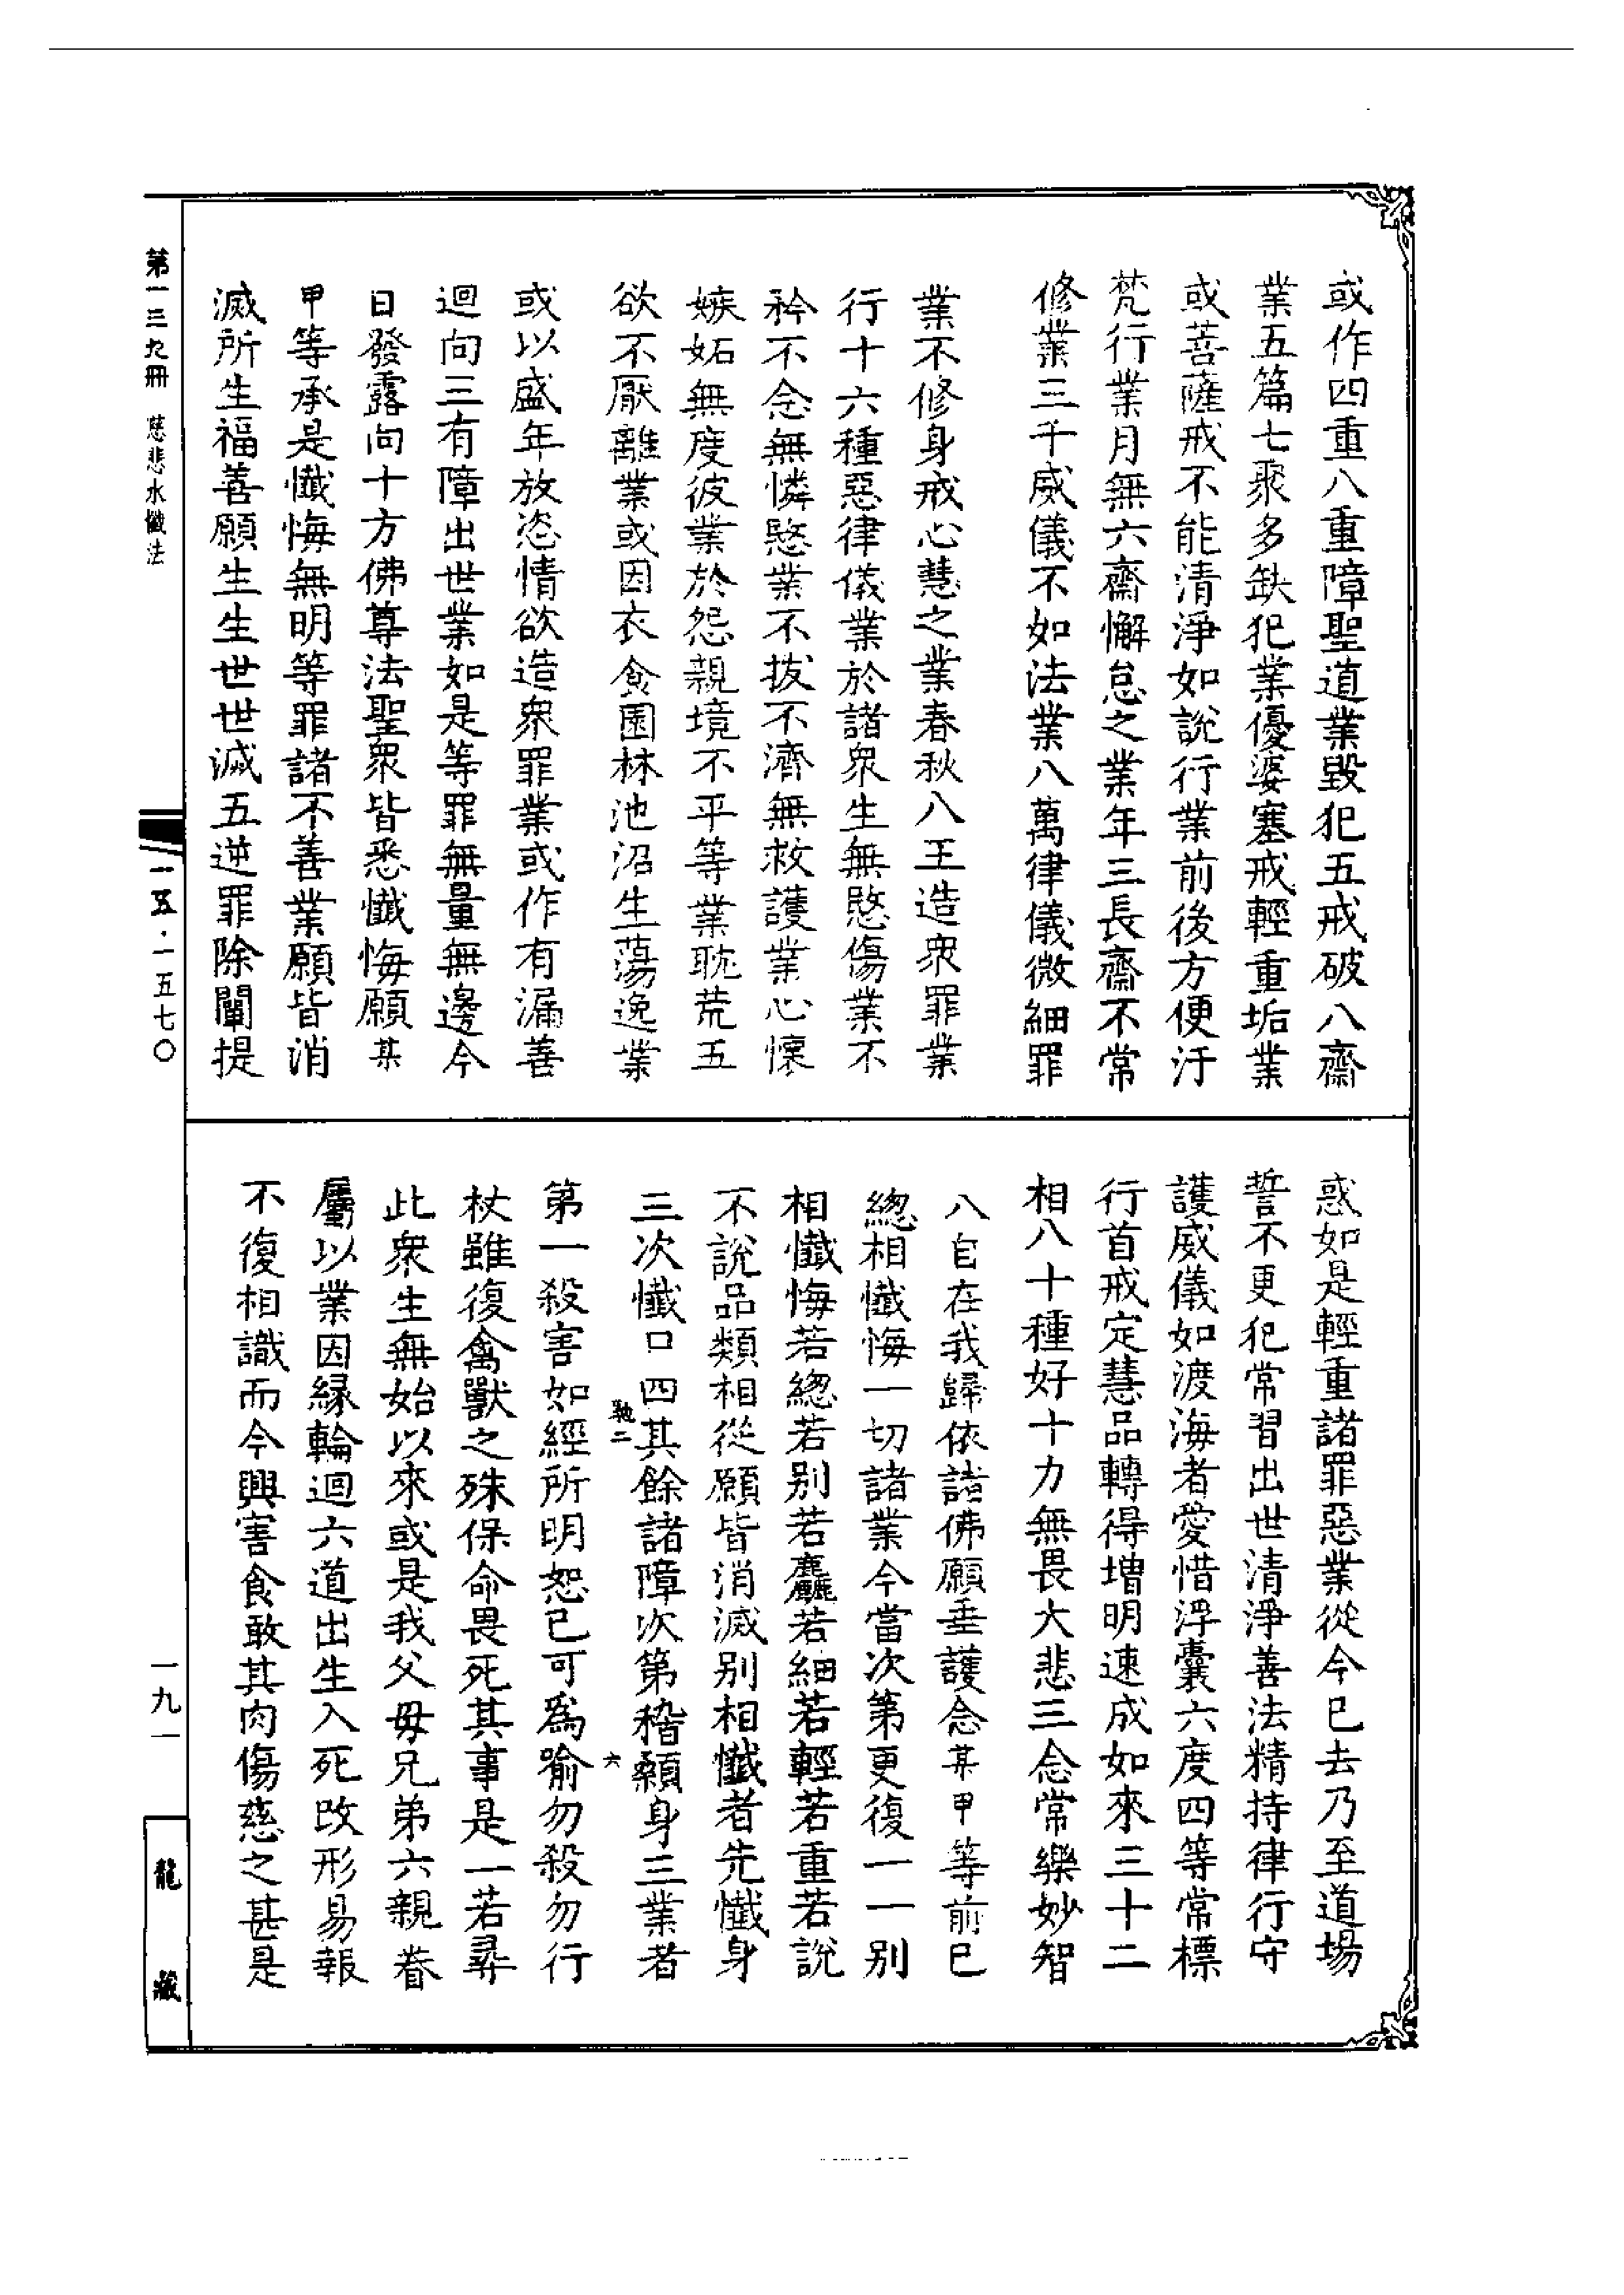 或作四重八重障聖道業毀犯五戒破八齋
業五篇七聚多缺犯業優婆塞戒輕重垢業
或菩薩戒不能清淨如說行業前後方便汙
梵行業月無六齋懈怠之業年三長齋不常
修業三千威儀不如法業八萬律儀微細罪
業不修身戒心慧之業春秋八王造衆罪業
行十六種惡律儀業於諸衆生無愍傷業不
矜不念無憐愍業不拔不濟無救護業心懷
嫉妬無度彼業於怨親境不平等業耽荒五
欲不厭離業或因衣食園林池沼生蕩逸業
或以盛年放恣情欲造衆罪業或作有漏善
迴向三有障出世業如是等罪無量無邊今
日發露向十方佛尊法聖衆皆悉懺悔願某
甲等承是懺悔無明等罪諸不善業願皆消
滅所生福善願生生世世滅五逆罪除闡提
惑如是輕重諸罪惡業從今已去乃至道場
誓不更犯常習出世清淨善法精持律行守
護威儀如渡海者愛惜浮囊六度四等常標
行首戒定慧品轉得增明速成如來三十二
相八十種好十力無畏大悲三念常樂妙智
八自在我歸依諸佛願垂護念某甲等前已
總相懺悔一切諸業今當次第更復一一別
相懺悔若總若別若麤若細若輕若重若說
不說品類相從願皆消滅別相懺者先懺身
三次懺口四其餘諸障次第稽顙身三業者
馳二
六
第一殺害如經所明恕已可爲喻勿殺勿行
杖雖復禽獸之殊保命畏死其事是一若尋
此衆生無始以來或是我父母兄弟六親眷
屬以業因緣輪迴六道出生入死改形易報
不復相識而今興害食敢其肉傷慈之甚是
第一三九冊 慈悲水懺法
一五·一五七〇
一九一
龍藏